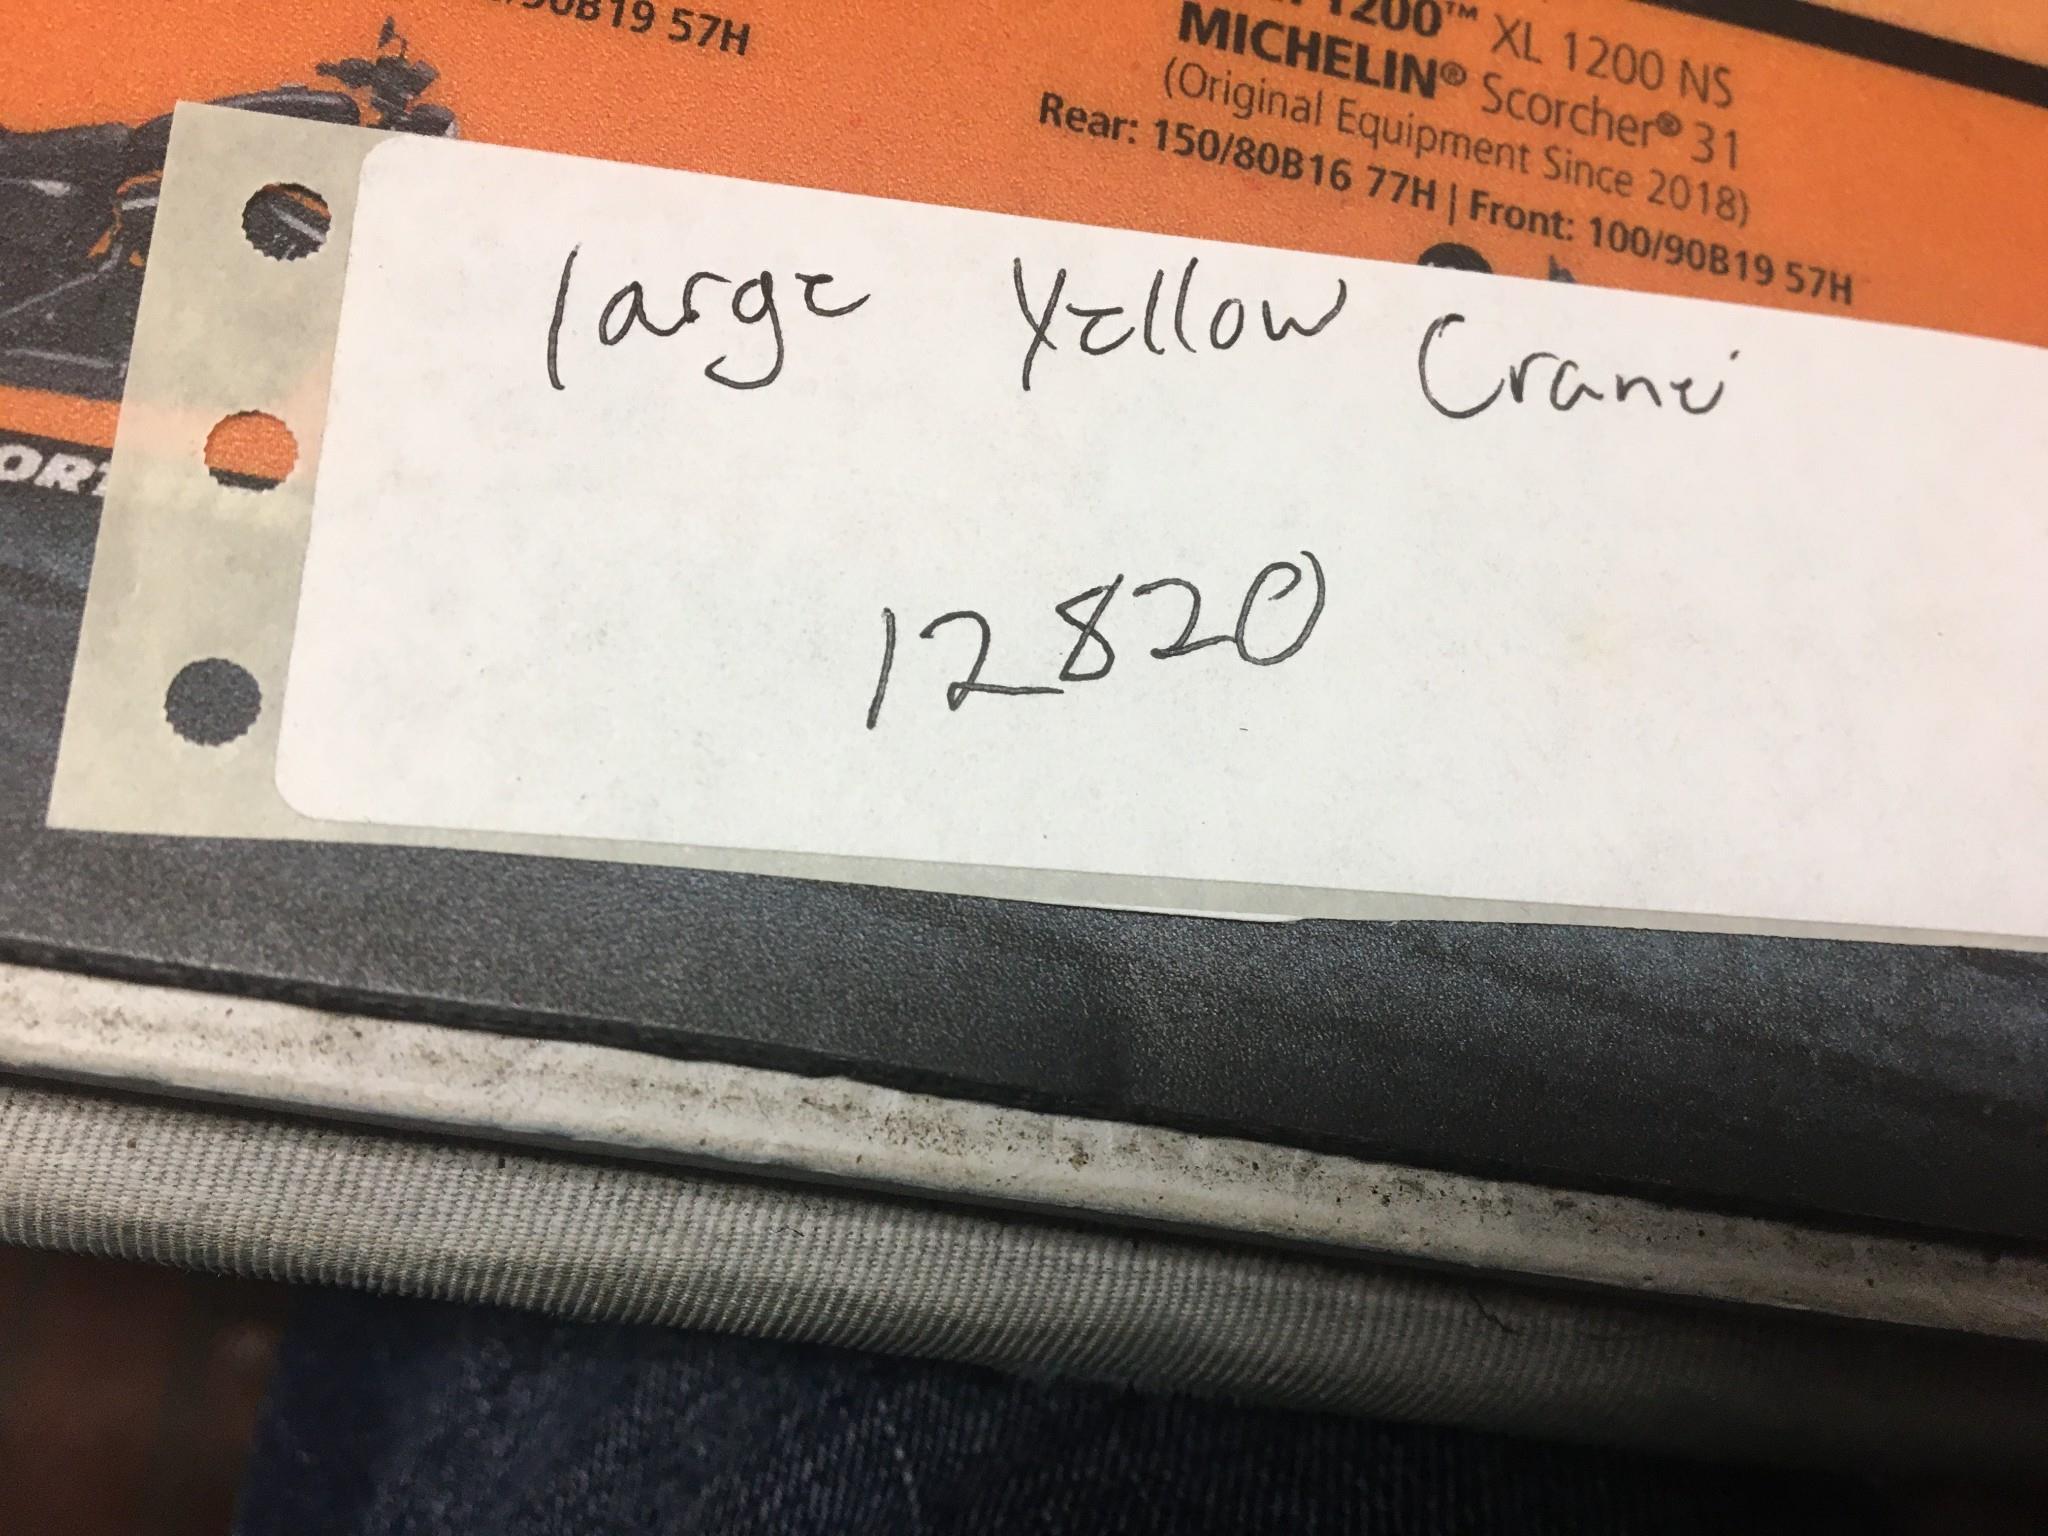 90B19 57H
1200™ XL 1200 NS
MICHELIN® Scorcher® 31
(Original Equipment Since 2018)
Rear: 150/80B16 77H | Front: 100/90B19 57H
large Yellow Crane
12820